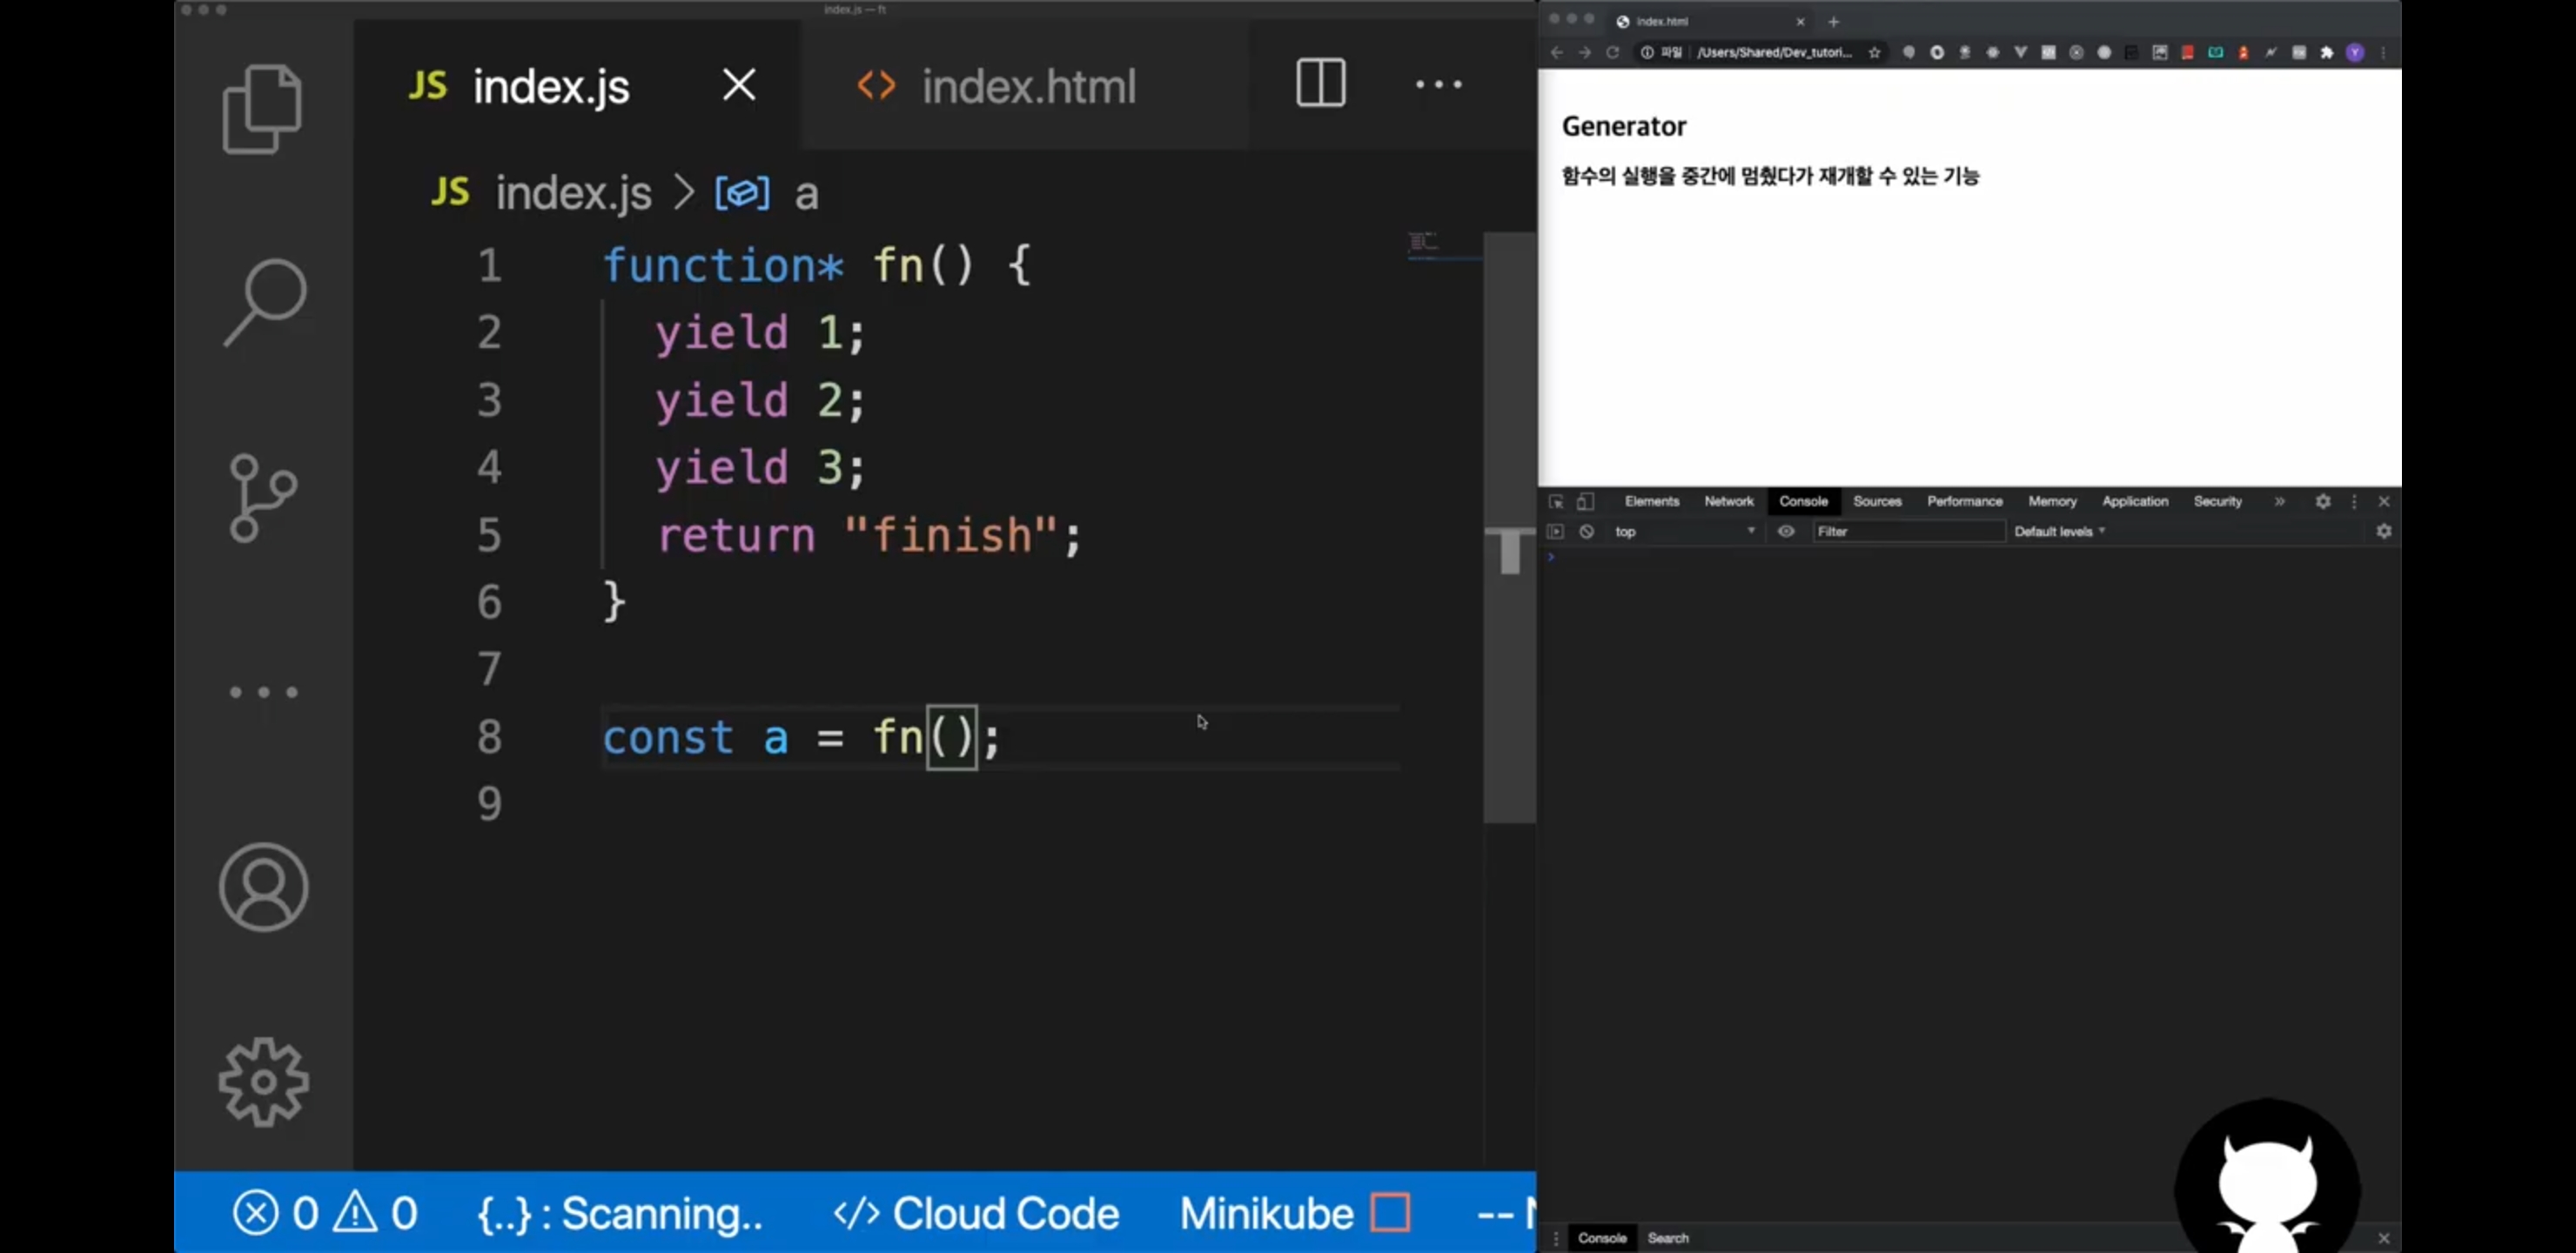 index.js — ft
JS index.js
<> index.html
JS index.js > a
1 function* fn() {
2 yield 1;
3 yield 2;
4 yield 3;
5 return "finish";
6 }
7
8 const a = fn();
9
0 0 {..} : Scanning.. </> Cloud Code Minikube -- N
index.html
파일 /Users/Shared/Dev_tutori...
Generator
함수의 실행을 중간에 멈췄다가 재개할 수 있는 기능
Elements Network Console Sources Performance Memory Application Security »
top Filter Default levels
Console Search